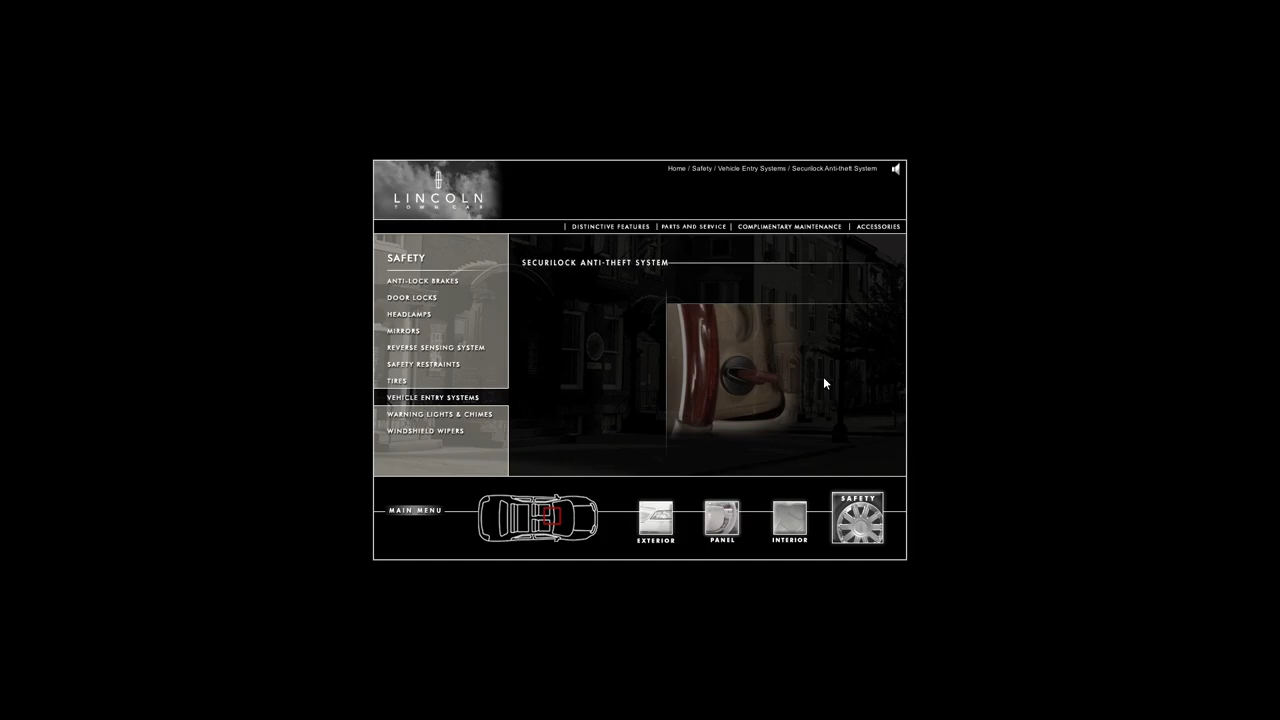 Home / Safety / Vehicle Entry Systems / Securilock Anti-theft System
LINCOLN
TOWN CAR
DISTINCTIVE FEATURES | PARTS AND SERVICE | COMPLIMENTARY MAINTENANCE | ACCESSORIES
SAFETY
ANTI-LOCK BRAKES
DOOR LOCKS
HEADLAMPS
MIRRORS
REVERSE SENSING SYSTEM
SAFETY RESTRAINTS
TIRES
VEHICLE ENTRY SYSTEMS
WARNING LIGHTS & CHIMES
WINDSHIELD WIPERS
SECURILOCK ANTI-THEFT SYSTEM
MAIN MENU
EXTERIOR
PANEL
INTERIOR
SAFETY